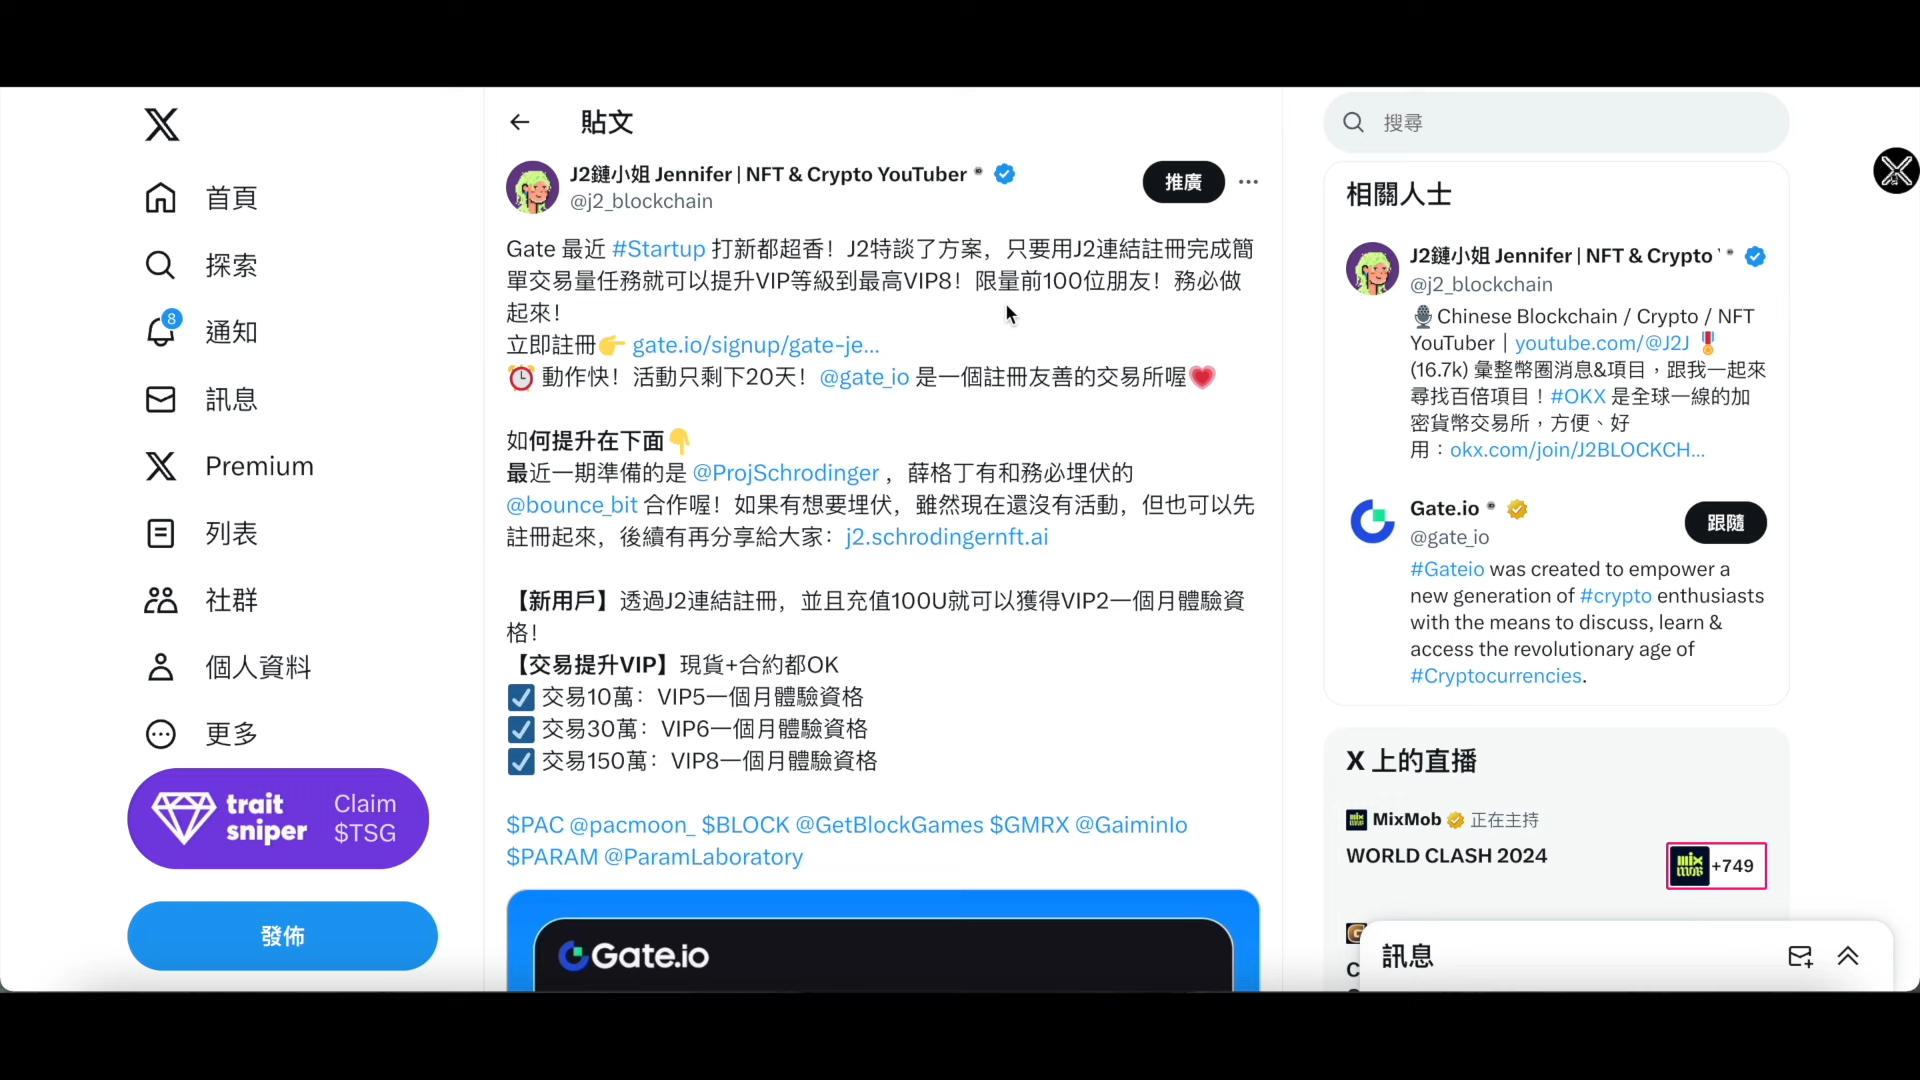 首頁
探索
8
通知
訊息
Premium
列表
社群
個人資料
更多
trait
sniper
Claim
$TSG
發佈
貼文
J2鏈小姐 Jennifer | NFT & Crypto YouTuber
@j2_blockchain
推廣
Gate 最近 #Startup 打新都超香！J2特談了方案，只要用J2連結註冊完成簡
單交易量任務就可以提升VIP等級到最高VIP8！限量前100位朋友！務必做
起來！
立即註冊👉 gate.io/signup/gate-je...
⏰ 動作快！活動只剩下20天！ @gate_io 是一個註冊友善的交易所喔💗
如何提升在下面👇
最近一期準備的是 @ProjSchrodinger ，薛格丁有和務必埋伏的
@bounce_bit 合作喔！如果有想要埋伏，雖然現在還沒有活動，但也可以先
註冊起來，後續有再分享給大家： j2.schrodingernft.ai
【新用戶】透過J2連結註冊，並且充值100U就可以獲得VIP2一個月體驗資
格！
【交易提升VIP】現貨+合約都OK
☑️ 交易10萬：VIP5一個月體驗資格
☑️ 交易30萬：VIP6一個月體驗資格
☑️ 交易150萬：VIP8一個月體驗資格
$PAC @pacmoon_ $BLOCK @GetBlockGames $GMRX @GaiminIo
$PARAM @ParamLaboratory
Gate.io
搜尋
相關人士
J2鏈小姐 Jennifer | NFT & Crypto
@j2_blockchain
🎙️Chinese Blockchain / Crypto / NFT
YouTuber｜youtube.com/@J2J 🎖️
(16.7k) 彙整幣圈消息&項目，跟我一起來
尋找百倍項目！#OKX 是全球一線的加
密貨幣交易所，方便、好
用：okx.com/join/J2BLOCKCH...
Gate.io
@gate_io
跟隨
#Gateio was created to empower a
new generation of #crypto enthusiasts
with the means to discuss, learn &
access the revolutionary age of
#Cryptocurrencies.
X 上的直播
MixMob 正在主持
WORLD CLASH 2024
mix
mob
+749
訊息